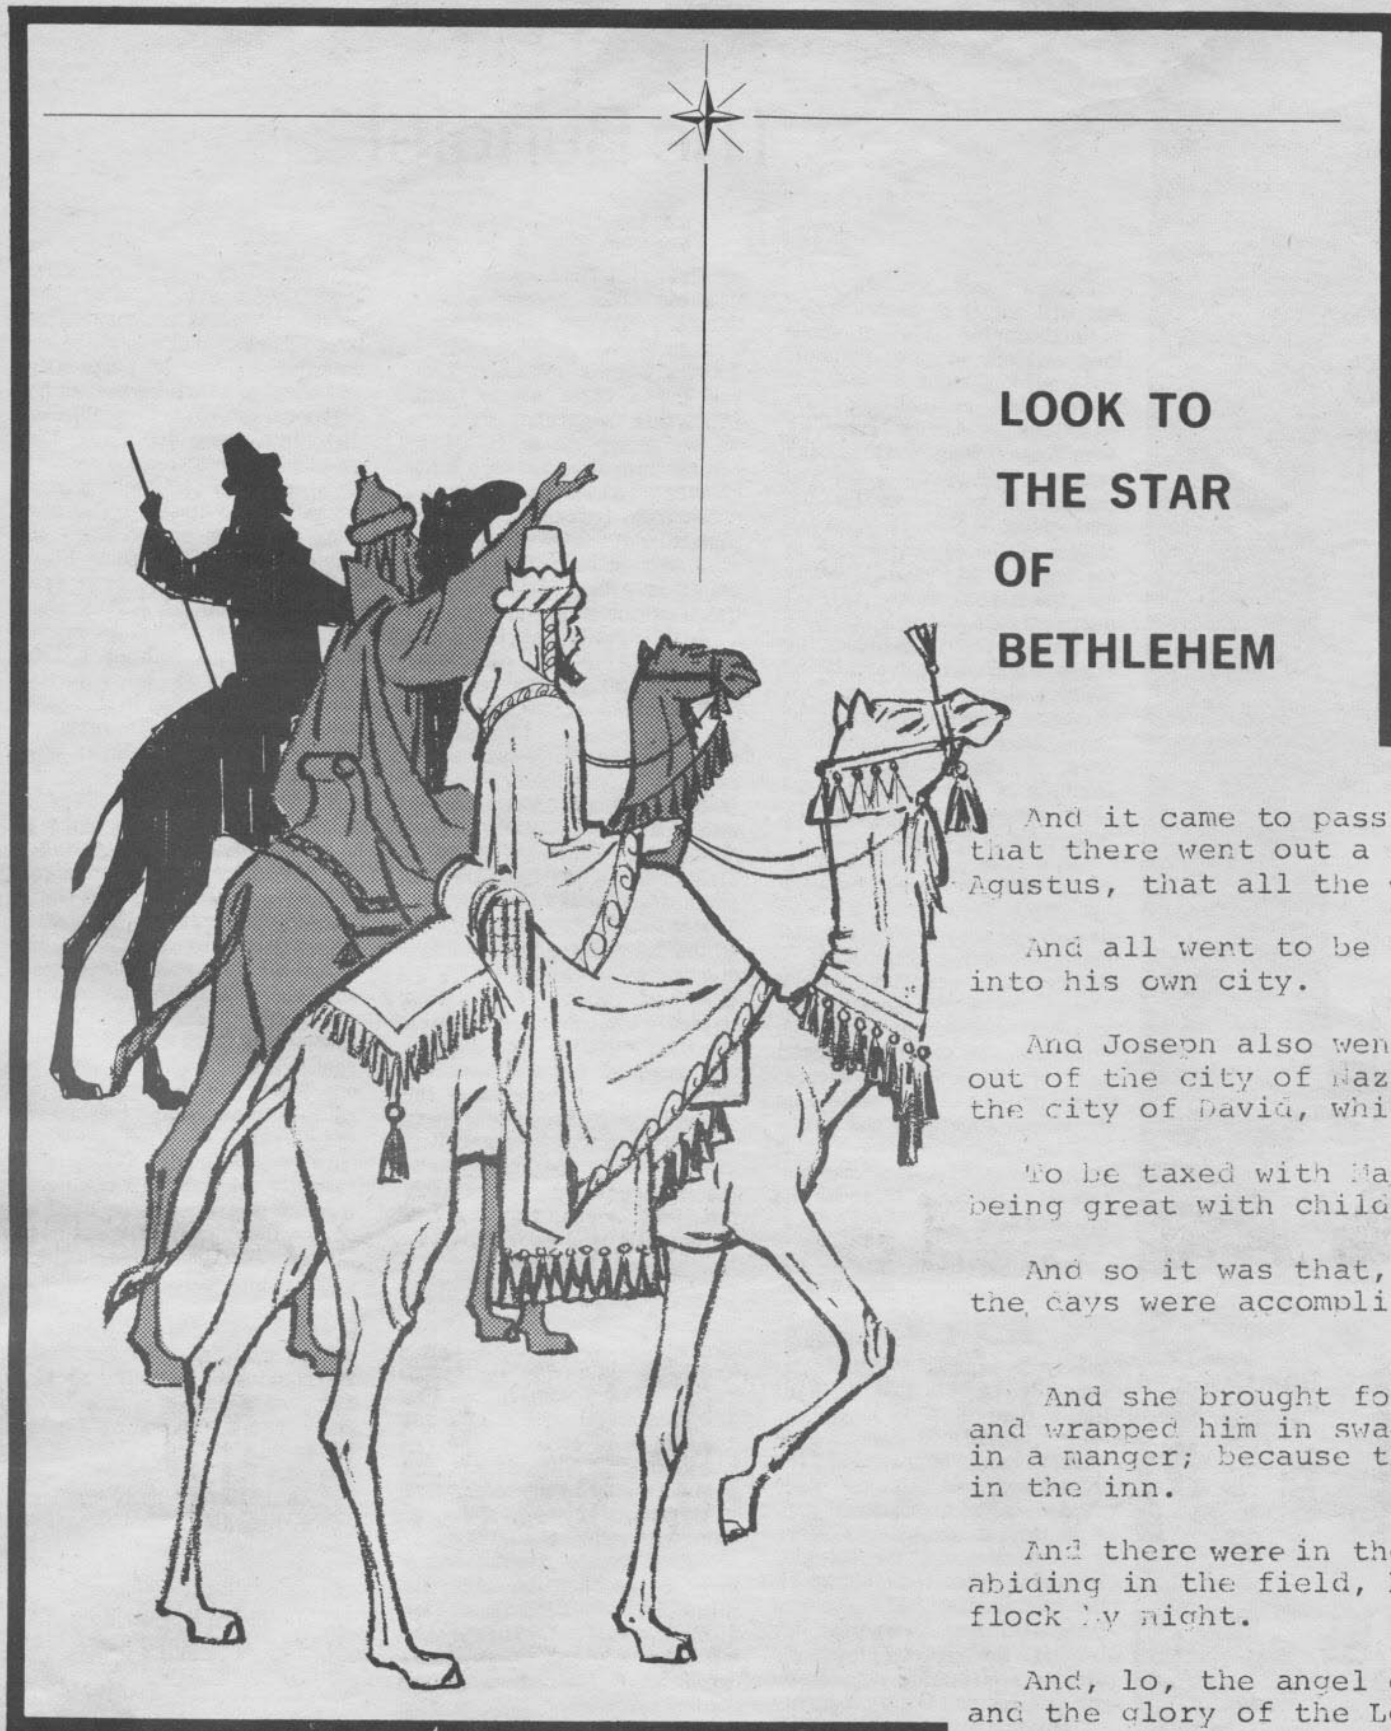 LOOK TO
THE STAR
OF
BETHLEHEM
And it came to pass
that there went out a
Agustus, that all the
And all went to be
into his own city.
And Joseph also wen
out of the city of Naz
the city of David, whi
To be taxed with Ma
being great with child
And so it was that,
the days were accompli
And she brought fo
and wrapped him in swa
in a manger; because t
in the inn.
And there were in th
abiding in the field,
flock by night.
And, lo, the angel
and the glory of the L